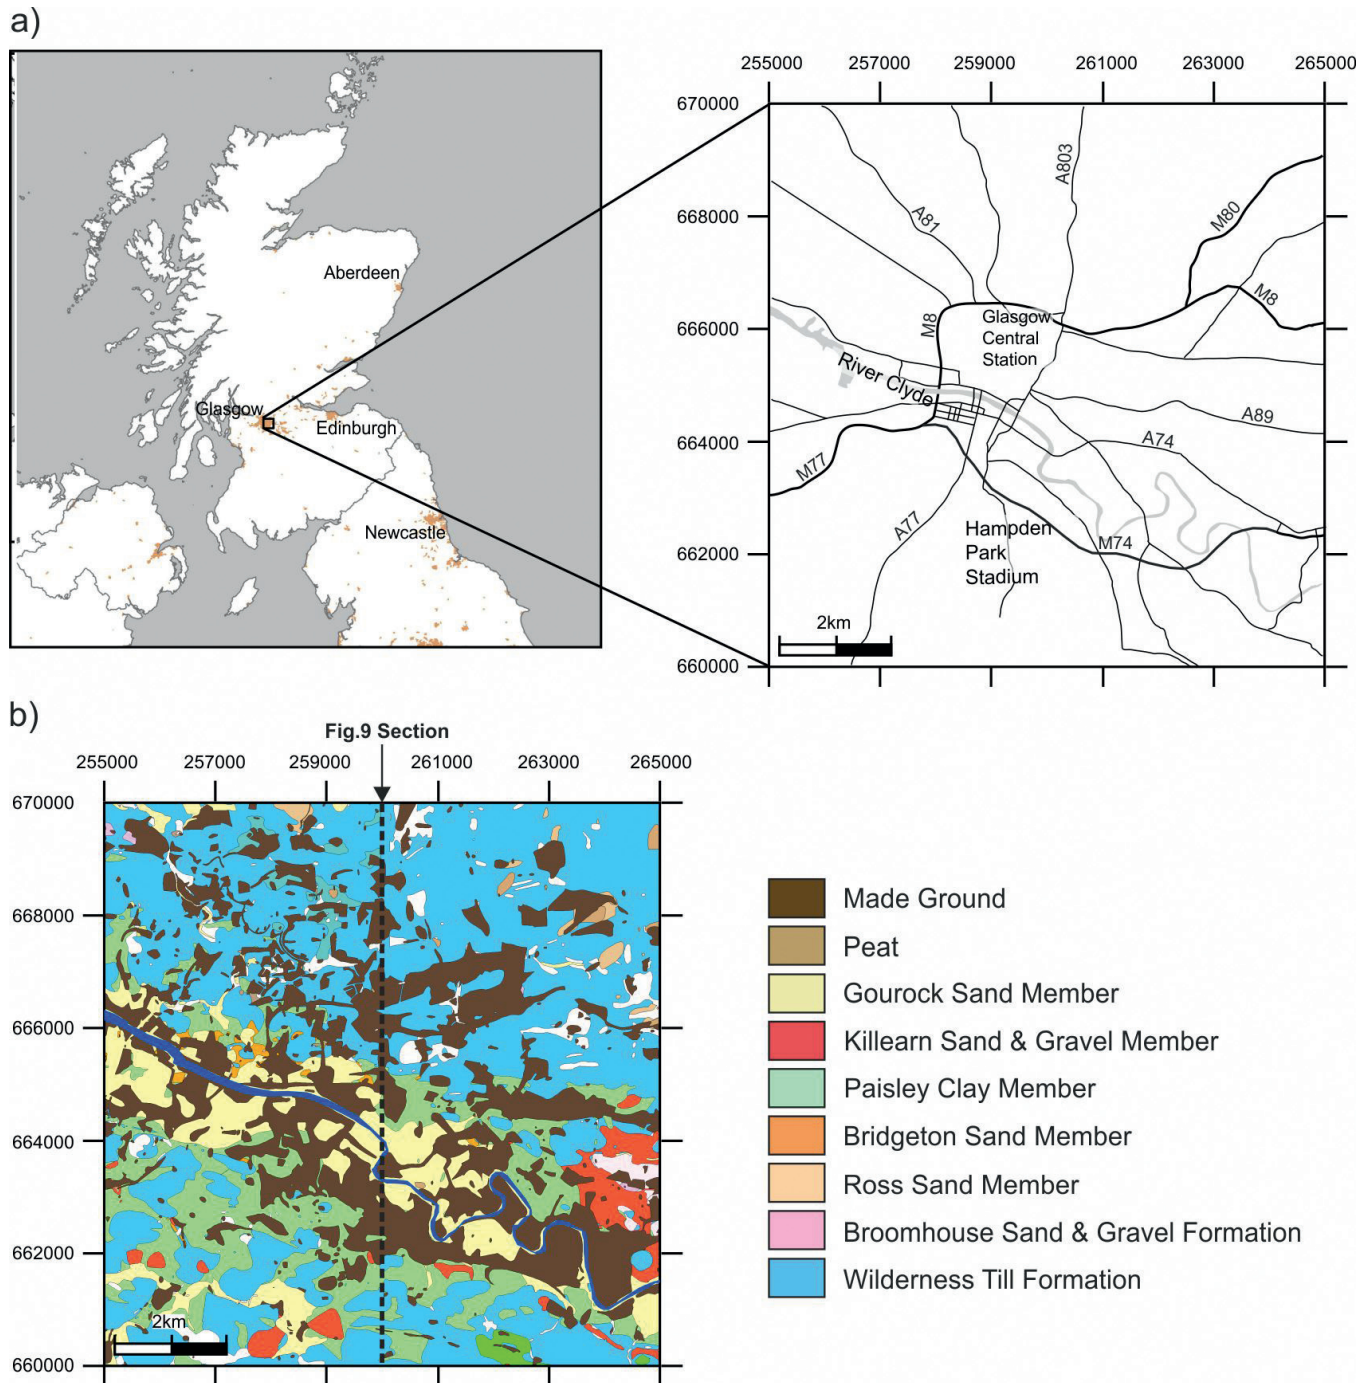 a)
Aberdeen
Glasgow
Edinburgh
Newcastle
255000 257000 259000 261000 263000 265000
670000
668000
666000
664000
662000
660000
A81
A803
M80
M8
M8
Glasgow
Central
Station
River Clyde
A89
A74
M77
A77
Hampden
Park
Stadium
M74
2km
b)
Fig.9 Section
255000 257000 259000 261000 263000 265000
670000
668000
666000
664000
662000
660000
2km
Made Ground
Peat
Gourock Sand Member
Killearn Sand & Gravel Member
Paisley Clay Member
Bridgeton Sand Member
Ross Sand Member
Broomhouse Sand & Gravel Formation
Wilderness Till Formation